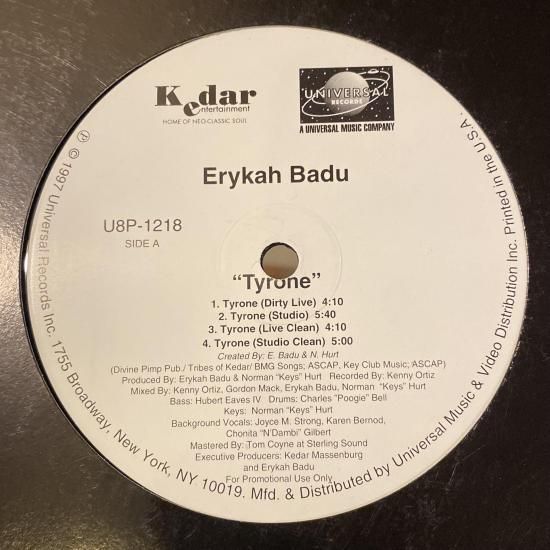 Kedar
entertainment
HOME OF NEO-CLASSIC SOUL
UNIVERSAL
RECORDS
A UNIVERSAL MUSIC COMPANY
Erykah Badu
U8P-1218
SIDE A
“Tyrone”
1. Tyrone (Dirty Live) 4:10
2. Tyrone (Studio) 5:40
3. Tyrone (Live Clean) 4:10
4. Tyrone (Studio Clean) 5:00
Created By: E. Badu & N. Hurt
(Divine Pimp Pub./ Tribes of Kedar/ BMG Songs; ASCAP, Key Club Music; ASCAP)
Produced By: Erykah Badu & Norman “Keys” Hurt Recorded By: Kenny Ortiz
Mixed By: Kenny Ortiz, Gordon Mack, Erykah Badu, Norman “Keys” Hurt
Bass: Hubert Eaves IV Drums: Charles “Poogie” Bell
Keys: Norman “Keys” Hurt
Background Vocals: Joyce M. Strong, Karen Bernod,
Chonita “N’Dambi” Gilbert
Mastered By: Tom Coyne at Sterling Sound
Executive Producers: Kedar Massenburg
and Erykah Badu
For Promotional Use Only
℗ © 1997 Universal Records Inc. 1755 Broadway, New York, NY 10019. Mfd. & Distributed by Universal Music & Video Distribution Inc. Printed in the U.S.A.